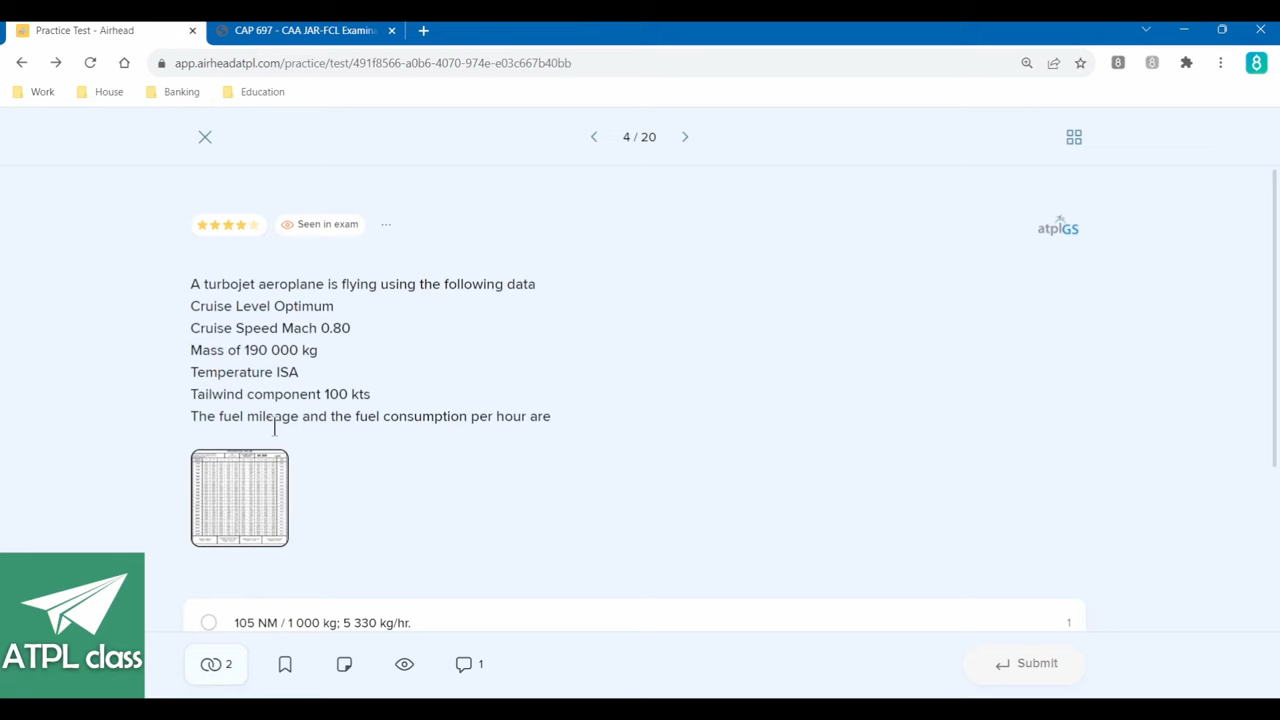 Practice Test - Airhead
CAP 697 - CAA JAR-FCL Examina
app.airheadatpl.com/practice/test/491f8566-a0b6-4070-974e-e03c667b40bb
Work
House
Banking
Education
4 / 20
Seen in exam
atplGS
A turbojet aeroplane is flying using the following data
Cruise Level Optimum
Cruise Speed Mach 0.80
Mass of 190 000 kg
Temperature ISA
Tailwind component 100 kts
The fuel mileage and the fuel consumption per hour are
105 NM / 1 000 kg; 5 330 kg/hr.
1
2
1
Submit
ATPL class